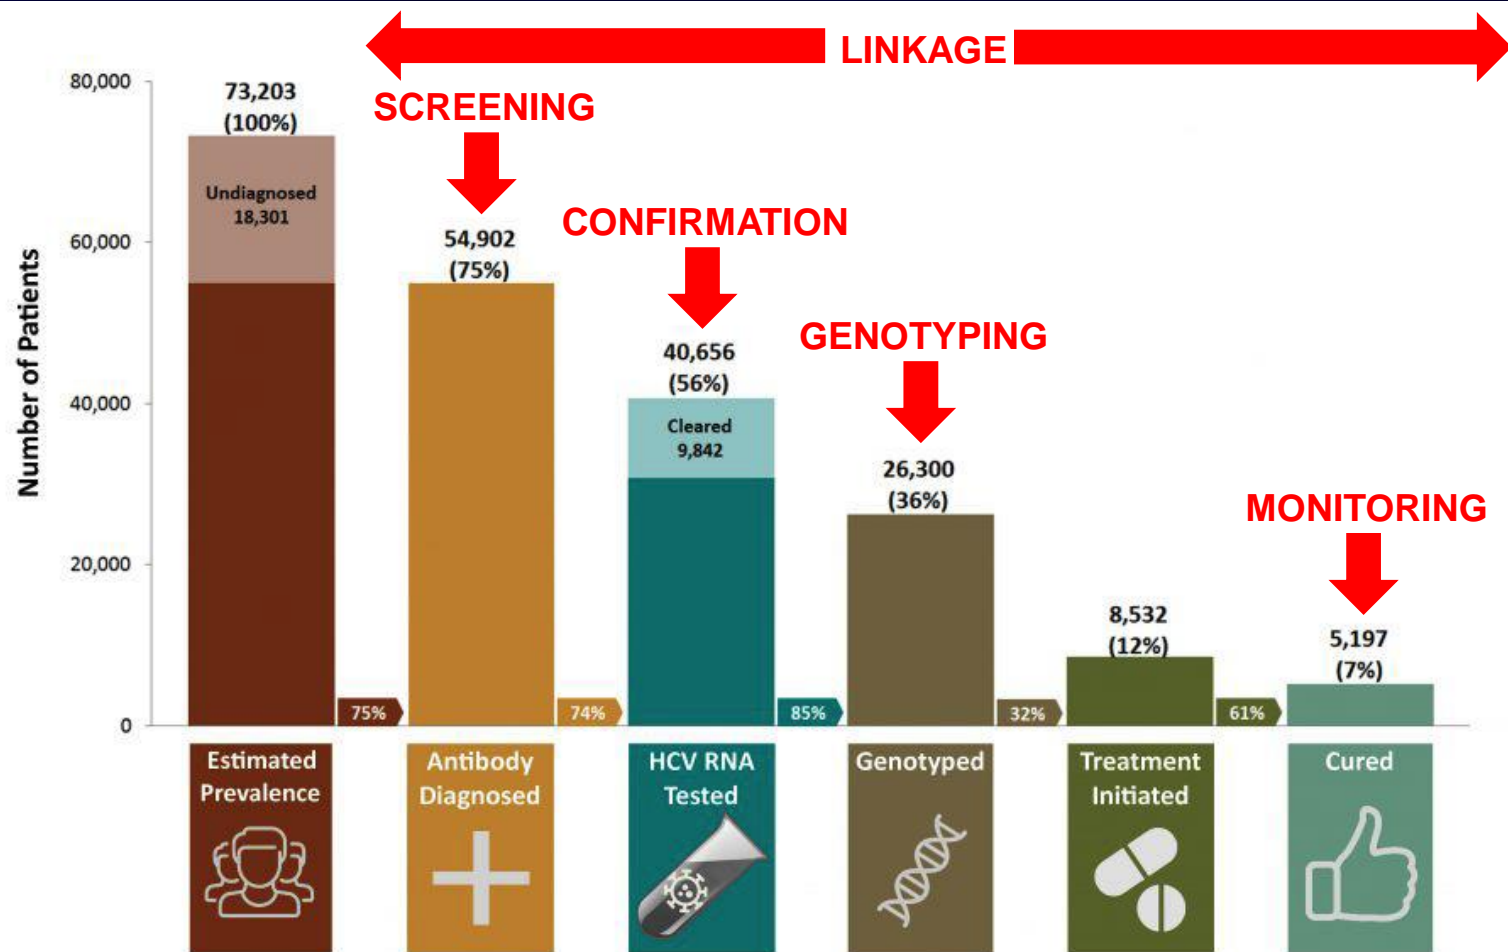 LINKAGE
80,000
73,203
(100%)
SCREENING
Undiagnosed
18,301
60,000
54,902
(75%)
CONFIRMATION
40,656
(56%)
GENOTYPING
Number of Patients
40,000
Cleared
9,842
26,300
(36%)
MONITORING
20,000
8,532
(12%)
5,197
(7%)
0
75%
74%
85%
32%
61%
Estimated
Prevalence
Antibody
Diagnosed
HCV RNA
Tested
Genotyped
Treatment
Initiated
Cured